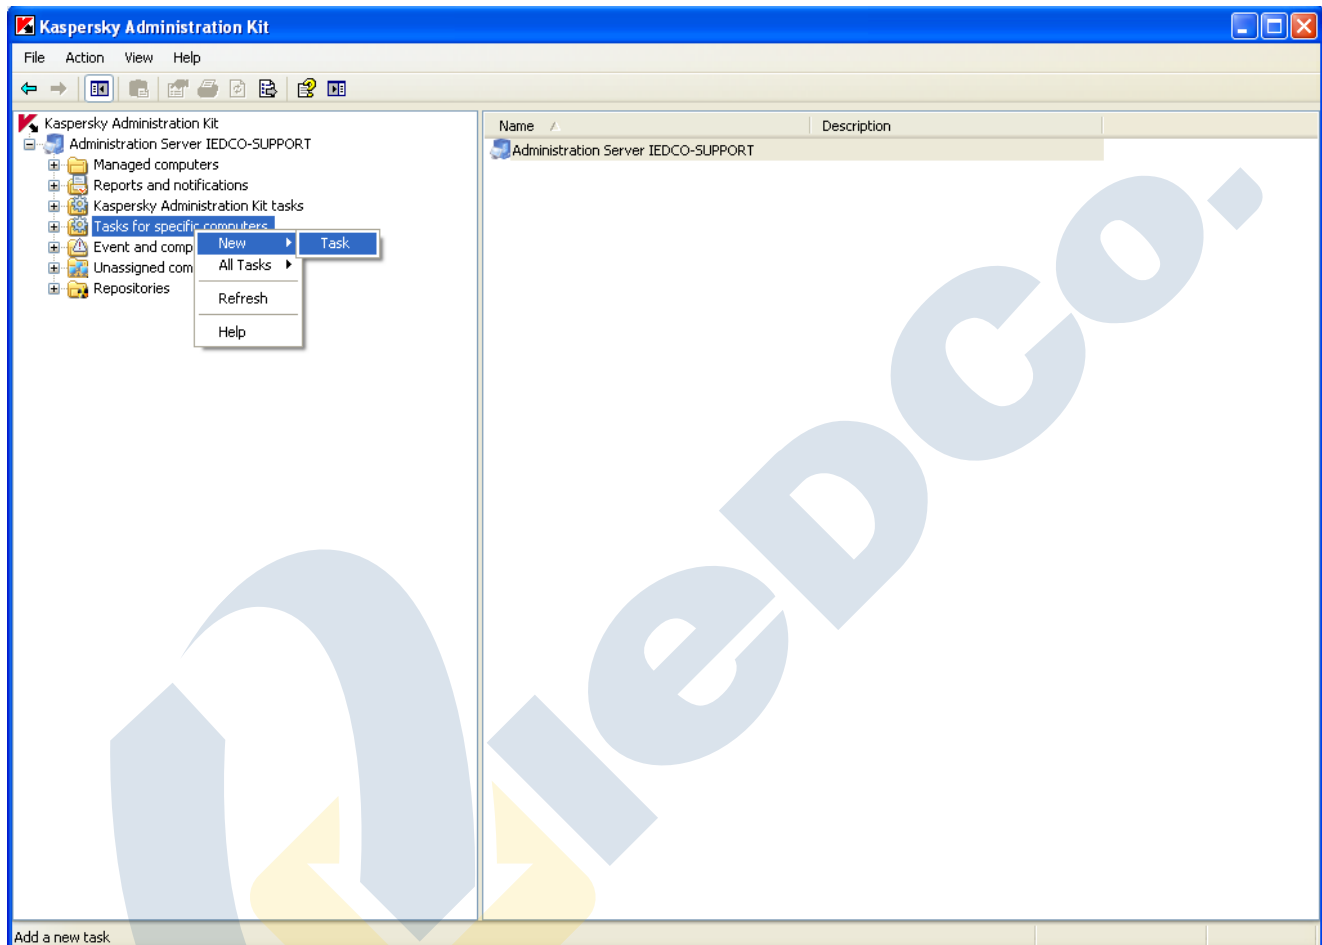 Kaspersky Administration Kit
File Action View Help
Kaspersky Administration Kit
Administration Server IEDCO-SUPPORT
Managed computers
Reports and notifications
Kaspersky Administration Kit tasks
Tasks for specific computers
Event and comp
Unassigned com
Repositories
New
Task
All Tasks
Refresh
Help
Name Description
Administration Server IEDCO-SUPPORT
IeDCo.
Add a new task